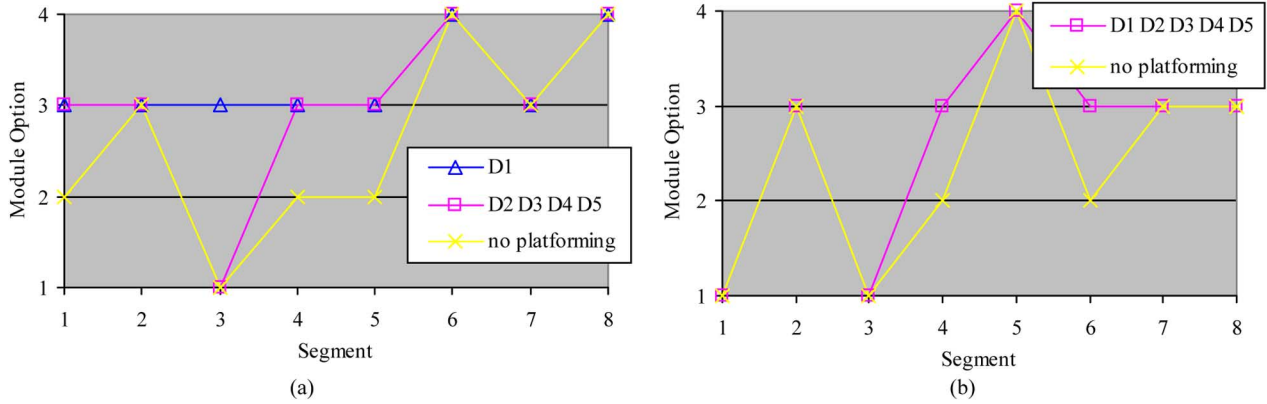 4
3
2
1
Module Option
1 2 3 4 5 6 7 8
Segment
D1
D2 D3 D4 D5
no platforming
(a)
4
3
2
1
Module Option
1 2 3 4 5 6 7 8
Segment
D1 D2 D3 D4 D5
no platforming
(b)